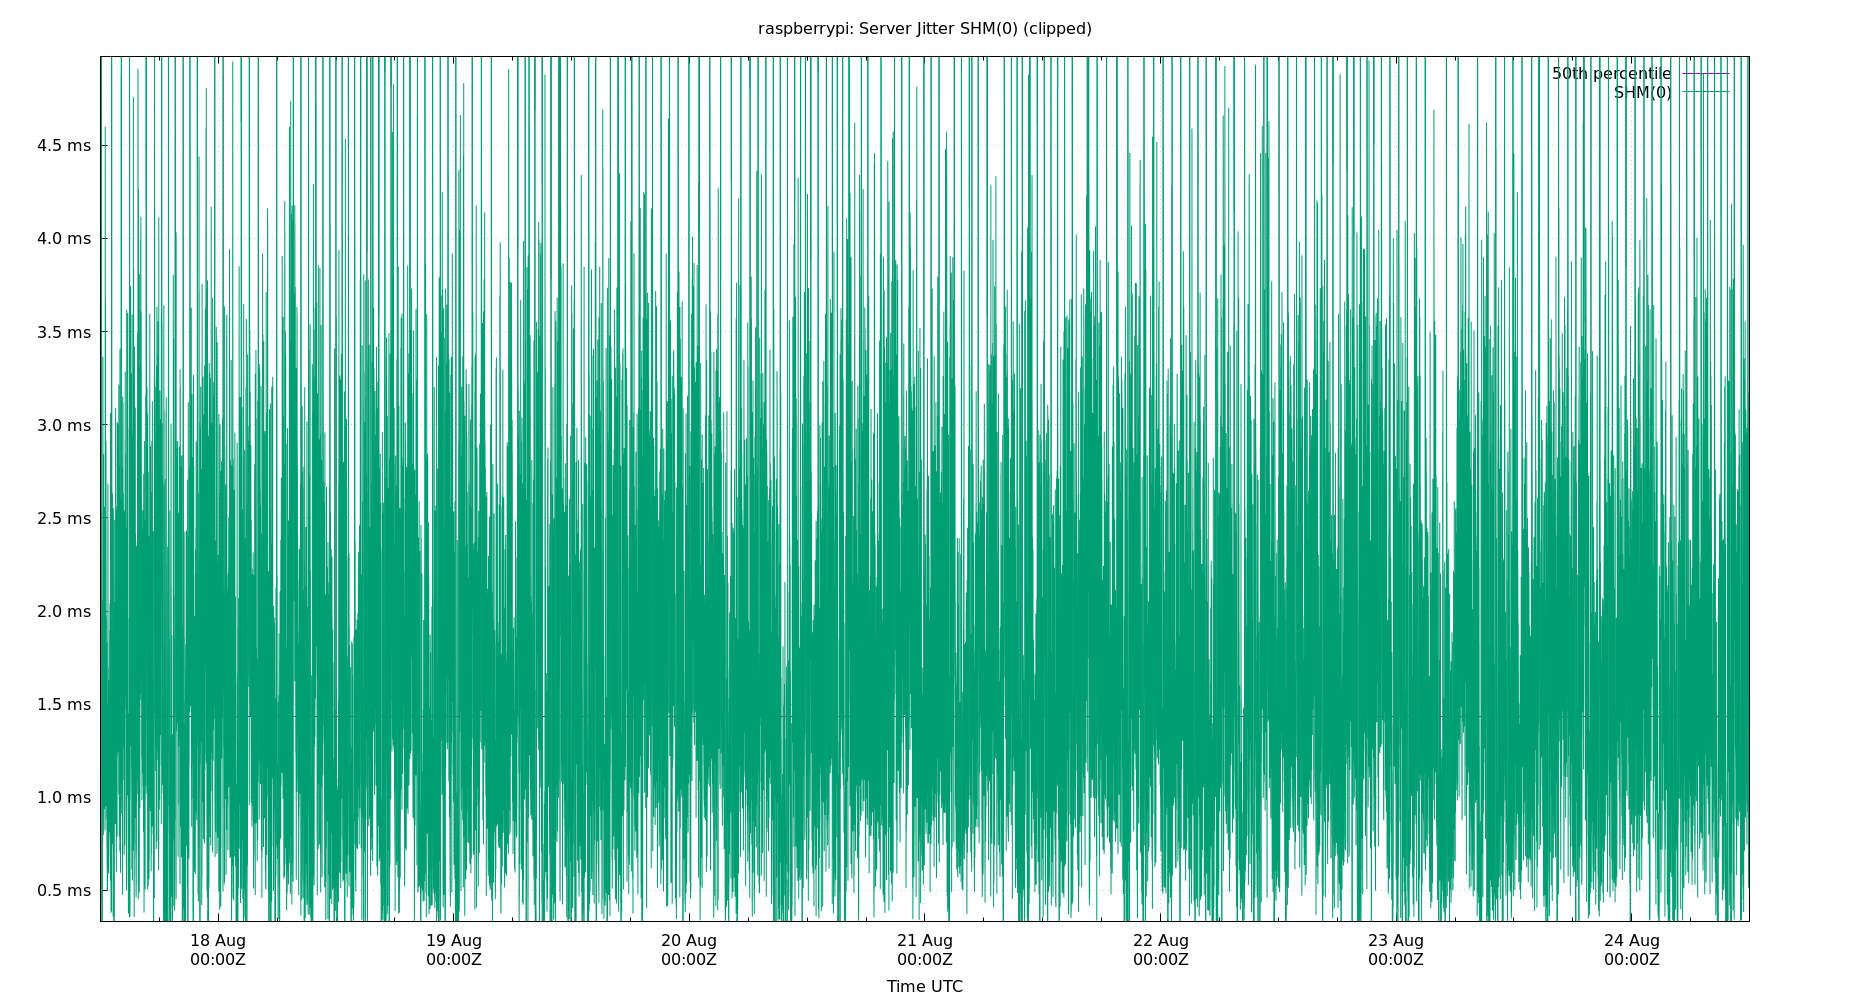 raspberrypi: Server Jitter SHM(0) (clipped)
50th percentile
SHM(0)
4.5 ms
4.0 ms
3.5 ms
3.0 ms
2.5 ms
2.0 ms
1.5 ms
1.0 ms
0.5 ms
18 Aug 19 Aug 20 Aug 21 Aug 22 Aug 23 Aug 24 Aug
00:00Z 00:00Z 00:00Z 00:00Z 00:00Z 00:00Z 00:00Z
Time UTC